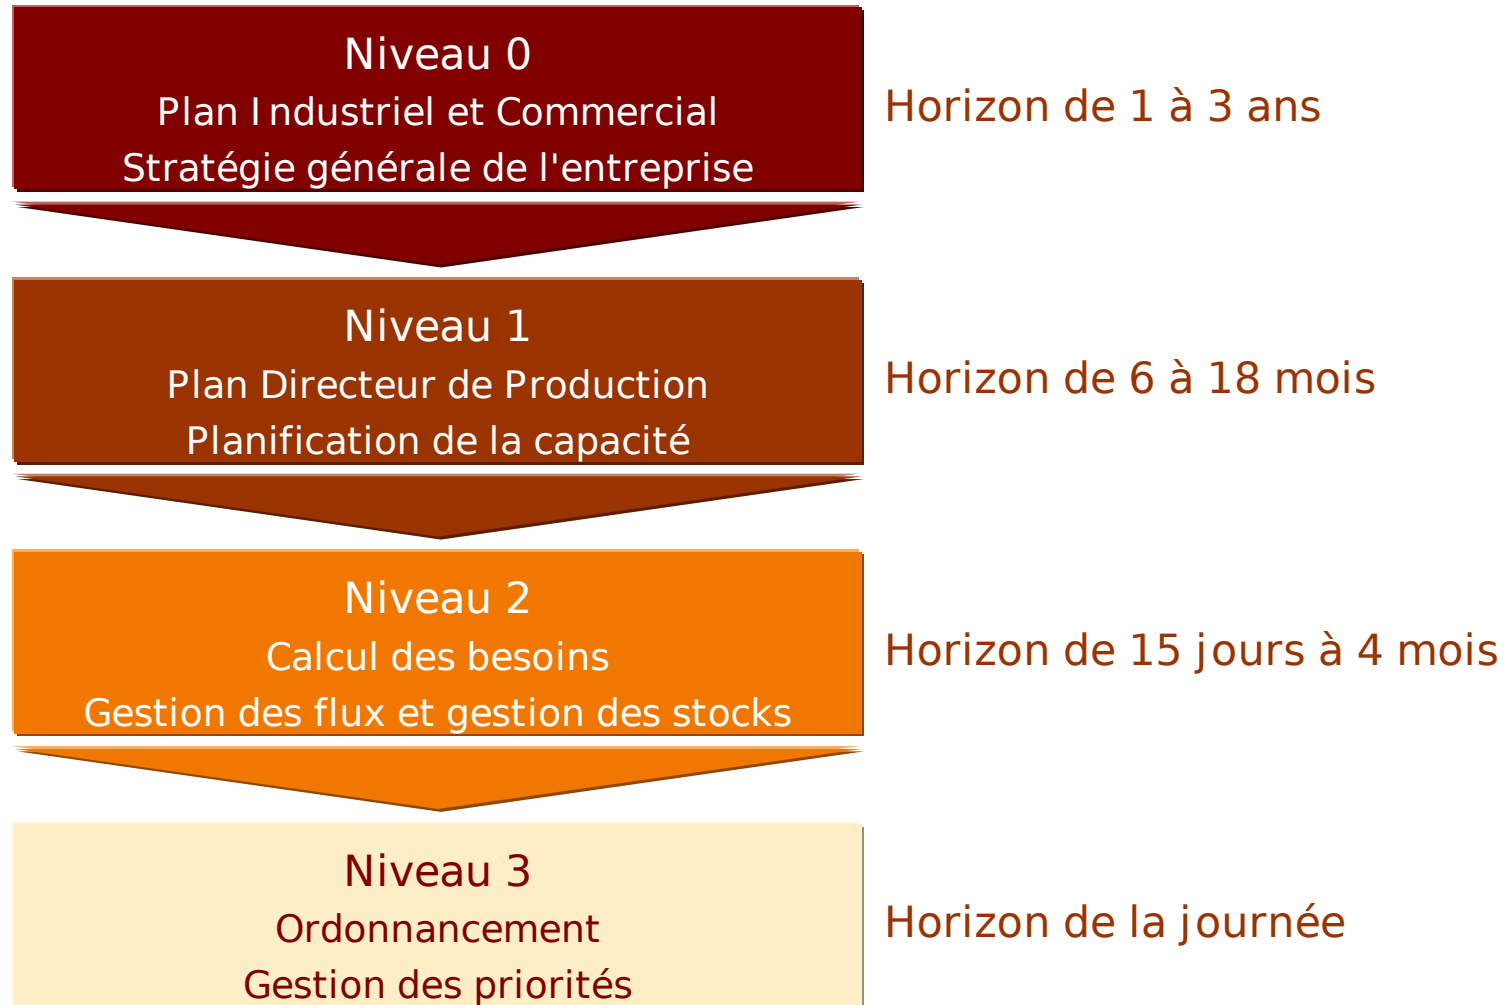 Niveau 0
Plan Industriel et Commercial
Stratégie générale de l'entreprise
Horizon de 1 à 3 ans
Niveau 1
Plan Directeur de Production
Planification de la capacité
Horizon de 6 à 18 mois
Niveau 2
Calcul des besoins
Gestion des flux et gestion des stocks
Horizon de 15 jours à 4 mois
Niveau 3
Ordonnancement
Gestion des priorités
Horizon de la journée